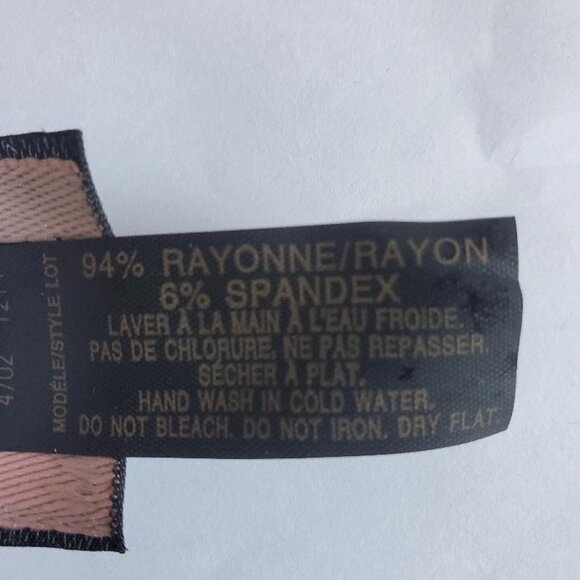 94% RAYONNE/RAYON
6% SPANDEX
LAVER À LA MAIN À L'EAU FROIDE.
PAS DE CHLORURE. NE PAS REPASSER.
SÉCHER À PLAT.
HAND WASH IN COLD WATER.
DO NOT BLEACH. DO NOT IRON. DRY FLAT
MODÈLE/STYLE LOT
4702